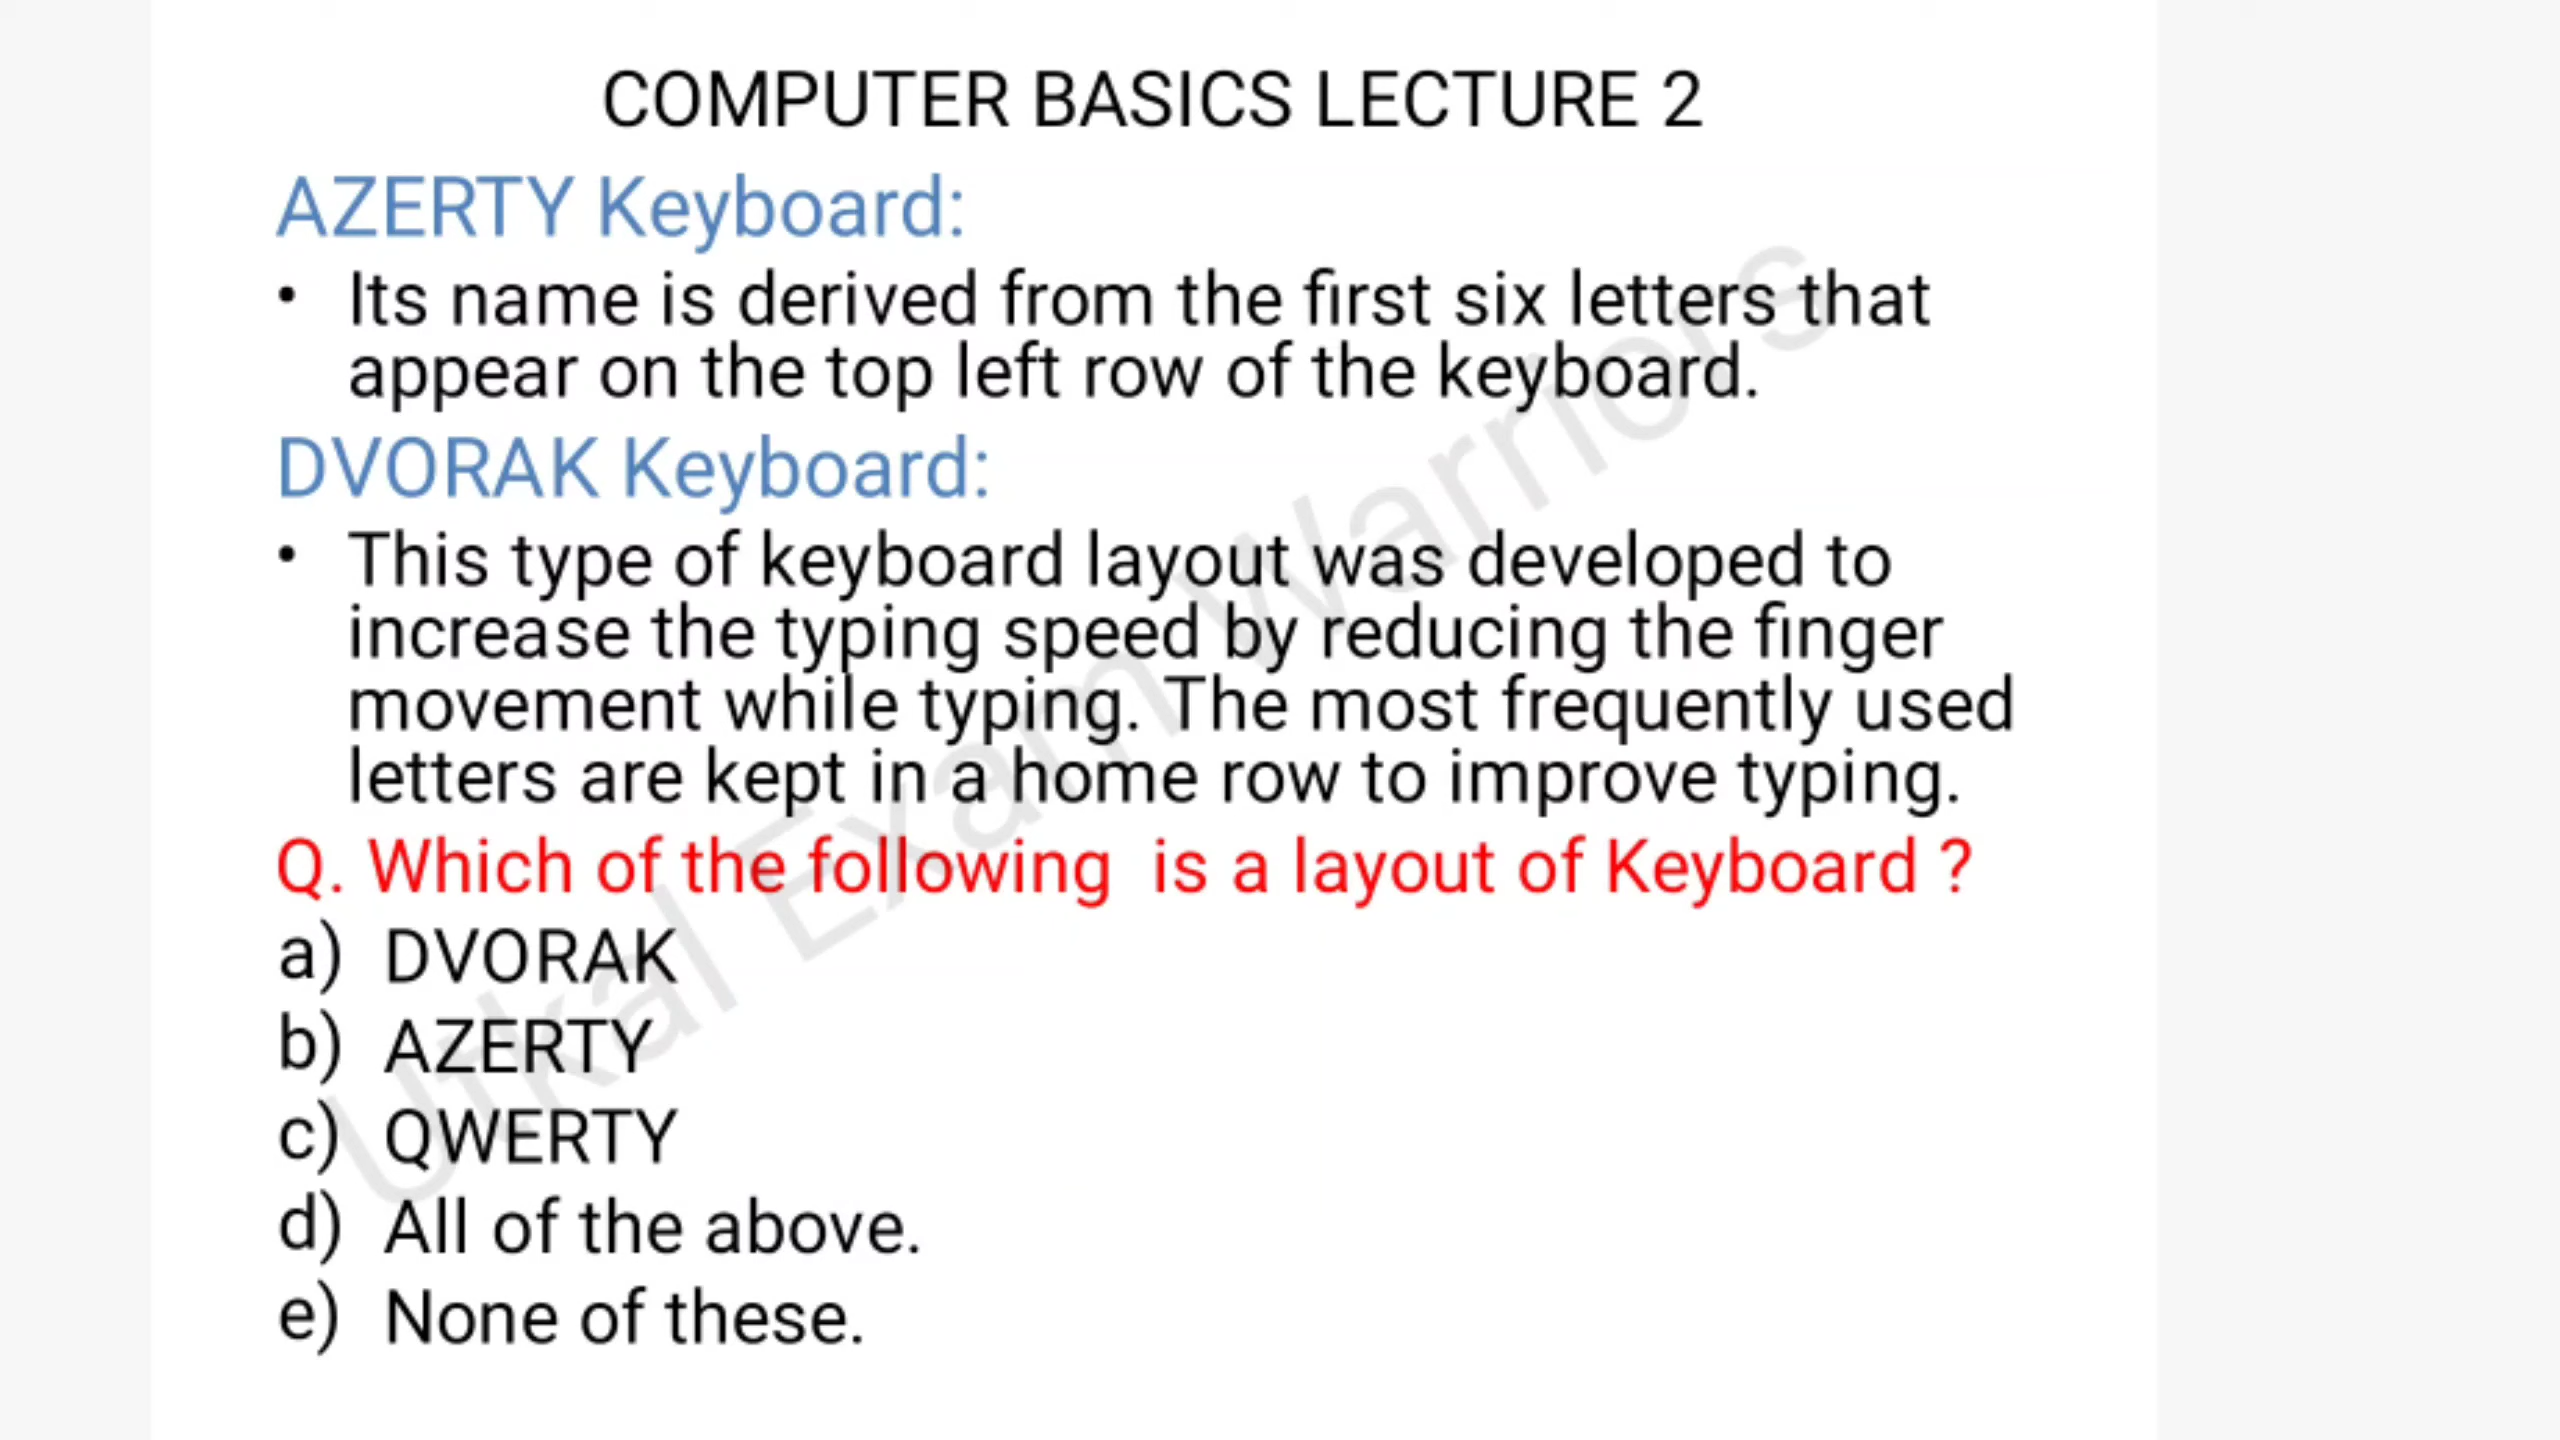 COMPUTER BASICS LECTURE 2
AZERTY Keyboard:
• Its name is derived from the first six letters that
appear on the top left row of the keyboard.
DVORAK Keyboard:
• This type of keyboard layout was developed to
increase the typing speed by reducing the finger
movement while typing. The most frequently used
letters are kept in a home row to improve typing.
Q. Which of the following is a layout of Keyboard ?
a) DVORAK
b) AZERTY
c) QWERTY
d) All of the above.
e) None of these.
Utkal Exam Warriors